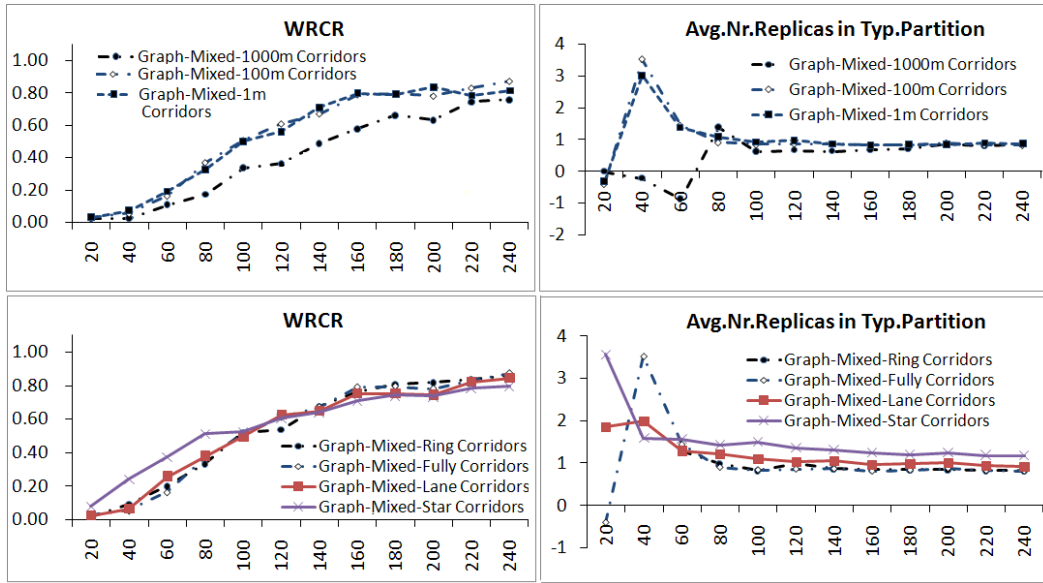 WRCR
1.00
0.80
0.60
0.40
0.20
0.00
Graph-Mixed-1000m Corridors
Graph-Mixed-100m Corridors
Graph-Mixed-1m
Corridors
20 40 60 80 100 120 140 160 180 200 220 240
Avg.Nr.Replicas in Typ.Partition
4
3
2
1
0
-1
-2
Graph-Mixed-1000m Corridors
Graph-Mixed-100m Corridors
Graph-Mixed-1m Corridors
20 40 60 80 100 120 140 160 180 200 220 240
WRCR
1.00
0.80
0.60
0.40
0.20
0.00
Graph-Mixed-Ring Corridors
Graph-Mixed-Fully Corridors
Graph-Mixed-Lane Corridors
Graph-Mixed-Star Corridors
20 40 60 80 100 120 140 160 180 200 220 240
Avg.Nr.Replicas in Typ.Partition
4
3
2
1
0
-1
Graph-Mixed-Ring Corridors
Graph-Mixed-Fully Corridors
Graph-Mixed-Lane Corridors
Graph-Mixed-Star Corridors
20 40 60 80 100 120 140 160 180 200 220 240